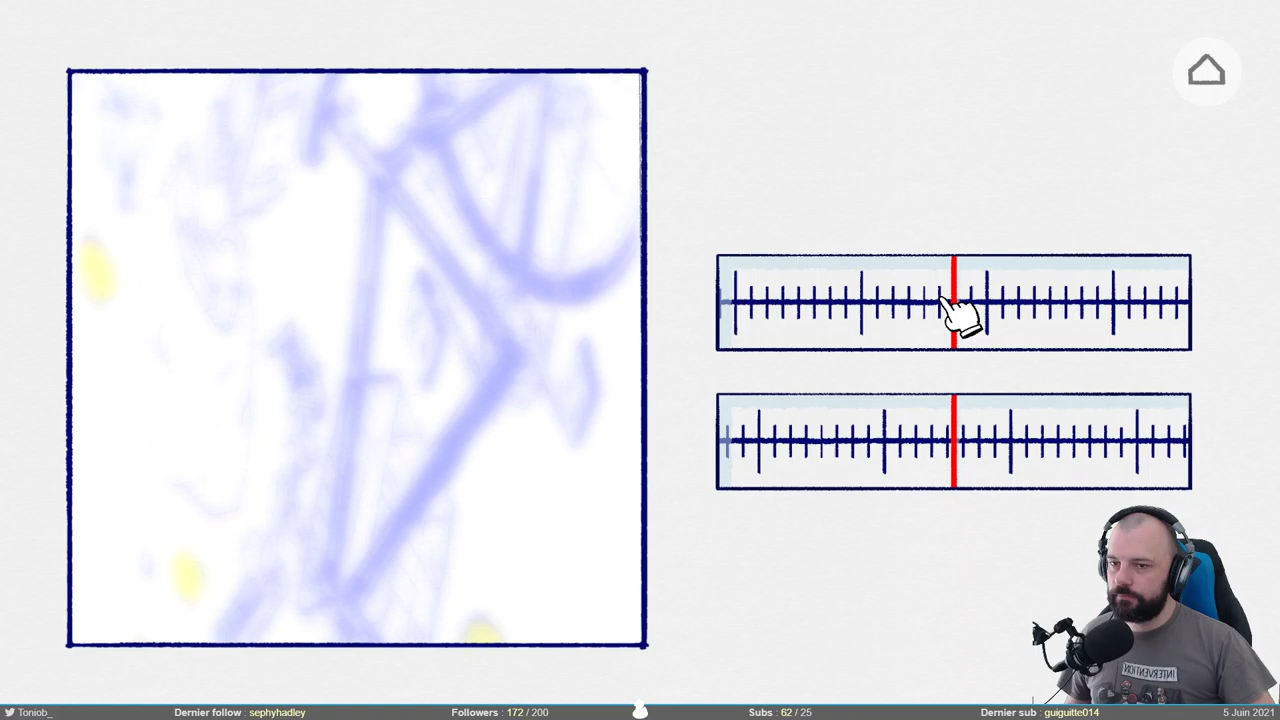 INTERVENTION
Toniob_
Dernier follow : sephyhadley
Followers : 172 / 200
Subs : 62 / 25
Dernier sub : guiguitte014
5 Juin 2021